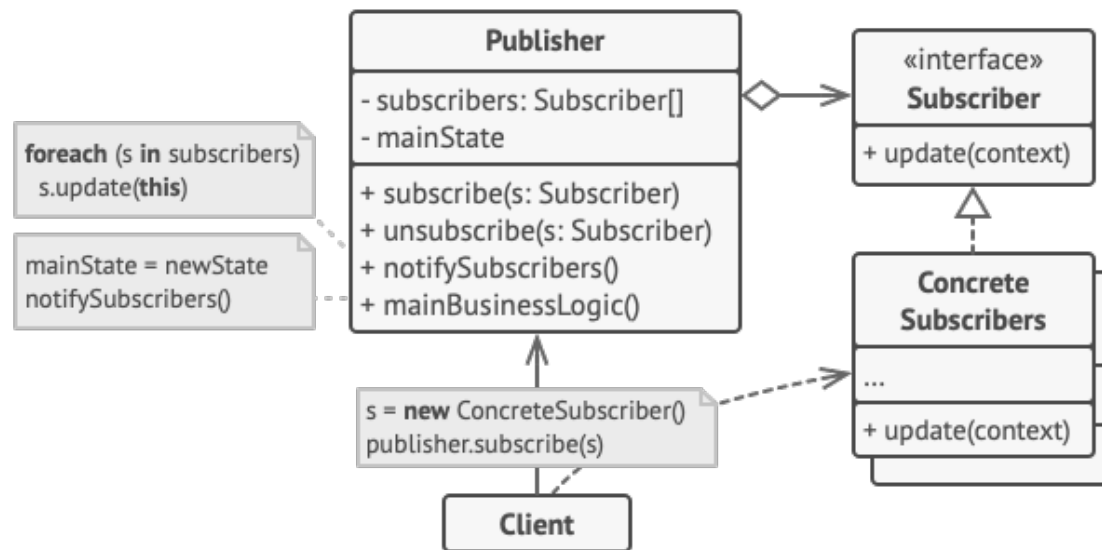 Publisher
- subscribers: Subscriber[]
- mainState
+ subscribe(s: Subscriber)
+ unsubscribe(s: Subscriber)
+ notifySubscribers()
+ mainBusinessLogic()
foreach (s in subscribers)
s.update(this)
mainState = newState
notifySubscribers()
«interface»
Subscriber
+ update(context)
Concrete
Subscribers
...
+ update(context)
s = new ConcreteSubscriber()
publisher.subscribe(s)
Client